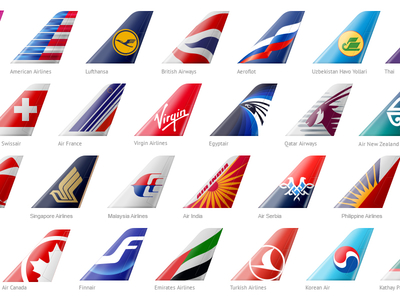 American Airlines
Lufthansa
British Airways
Aeroflot
Uzbekistan Havo Yollari
Thai
Virgin
Swissair
Air France
Virgin Airlines
Egyptair
Qatar Airways
Air New Zealand
Singapore Airlines
Malaysia Airlines
Air India
Air Serbia
Philippine Airlines
Air Canada
Finnair
Emirates Airlines
Turkish Airlines
Korean Air
Kathay P